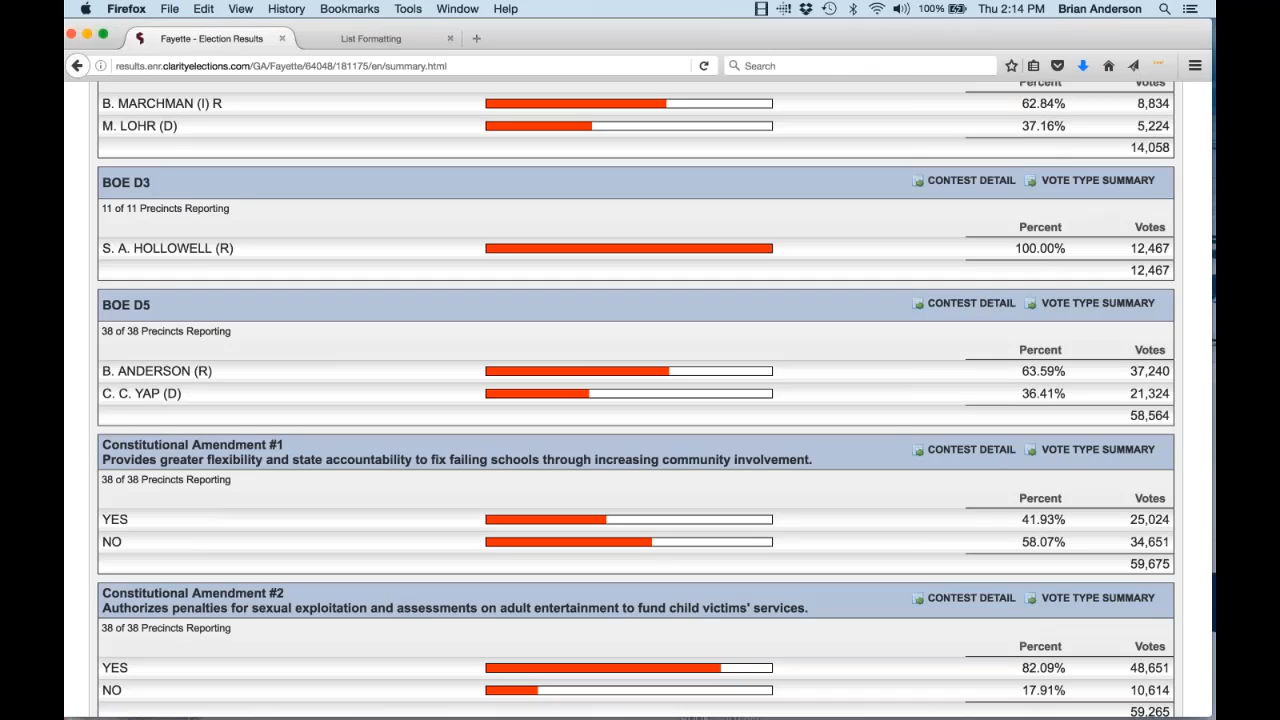 Firefox File Edit View History Bookmarks Tools Window Help 100% Thu 2:14 PM Brian Anderson
Fayette - Election Results List Formatting
results.enr.clarityelections.com/GA/Fayette/64048/181175/en/summary.html Search
Percent Votes
B. MARCHMAN (I) R 62.84% 8,834
M. LOHR (D) 37.16% 5,224
14,058
BOE D3 CONTEST DETAIL VOTE TYPE SUMMARY
11 of 11 Precincts Reporting
Percent Votes
S. A. HOLLOWELL (R) 100.00% 12,467
12,467
BOE D5 CONTEST DETAIL VOTE TYPE SUMMARY
38 of 38 Precincts Reporting
Percent Votes
B. ANDERSON (R) 63.59% 37,240
C. C. YAP (D) 36.41% 21,324
58,564
Constitutional Amendment #1 CONTEST DETAIL VOTE TYPE SUMMARY
Provides greater flexibility and state accountability to fix failing schools through increasing community involvement.
38 of 38 Precincts Reporting
Percent Votes
YES 41.93% 25,024
NO 58.07% 34,651
59,675
Constitutional Amendment #2 CONTEST DETAIL VOTE TYPE SUMMARY
Authorizes penalties for sexual exploitation and assessments on adult entertainment to fund child victims' services.
38 of 38 Precincts Reporting
Percent Votes
YES 82.09% 48,651
NO 17.91% 10,614
59,265